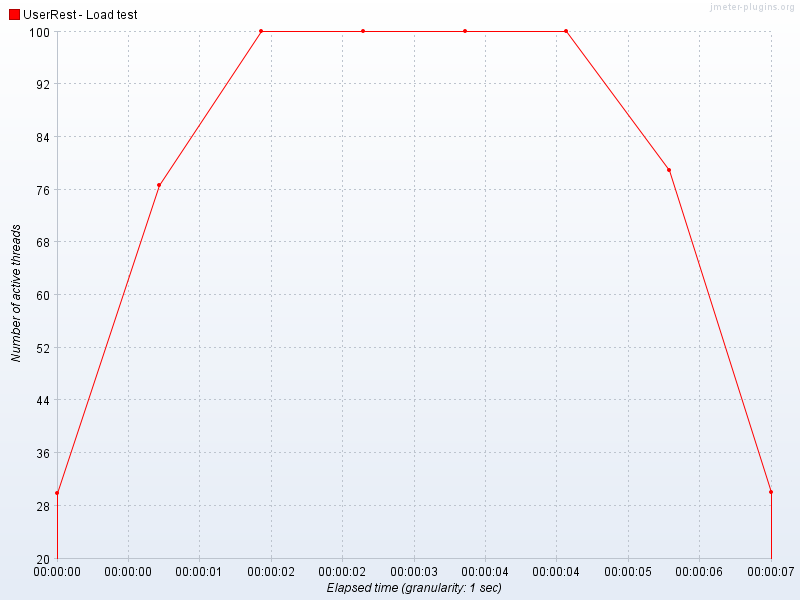 jmeter-plugins.org
UserRest - Load test
100
92
84
76
68
60
52
44
36
28
20
Number of active threads
00:00:00 00:00:00 00:00:01 00:00:02 00:00:02 00:00:03 00:00:04 00:00:04 00:00:05 00:00:06 00:00:07
Elapsed time (granularity: 1 sec)